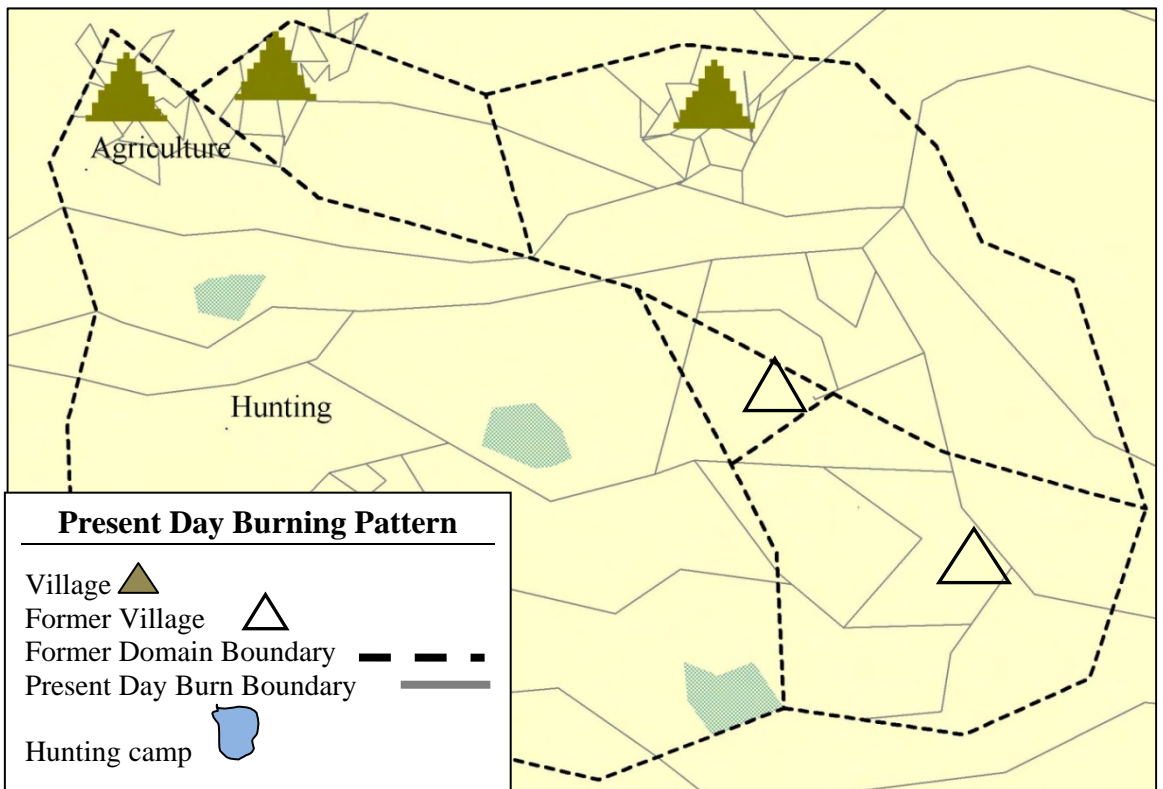 Agriculture
Hunting
Present Day Burning Pattern
Village
Former Village
Former Domain Boundary
Present Day Burn Boundary
Hunting camp